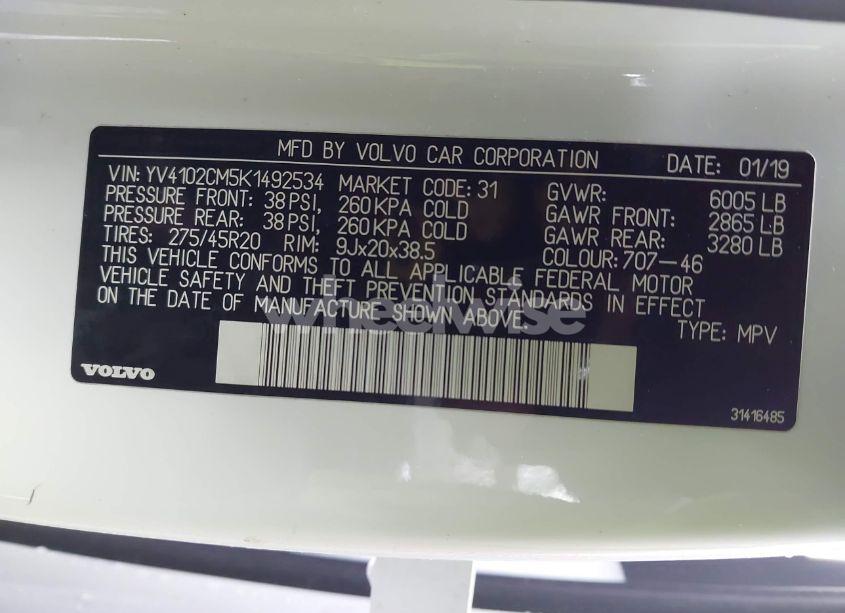 MFD BY VOLVO CAR CORPORATION DATE: 01/19
VIN: YV4102CM5K1492534 MARKET CODE: 31 GVWR: 6005 LB
PRESSURE FRONT: 38 PSI, 260 KPA COLD GAWR FRONT: 2865 LB
PRESSURE REAR: 38 PSI, 260 KPA COLD GAWR REAR: 3280 LB
TIRES: 275/45R20 RIM: 9Jx20x38.5 COLOUR: 707-46
THIS VEHICLE CONFORMS TO ALL APPLICABLE FEDERAL MOTOR
VEHICLE SAFETY AND THEFT PREVENTION STANDARDS IN EFFECT
ON THE DATE OF MANUFACTURE SHOWN ABOVE.
wheelwise
TYPE: MPV
VOLVO
31416485